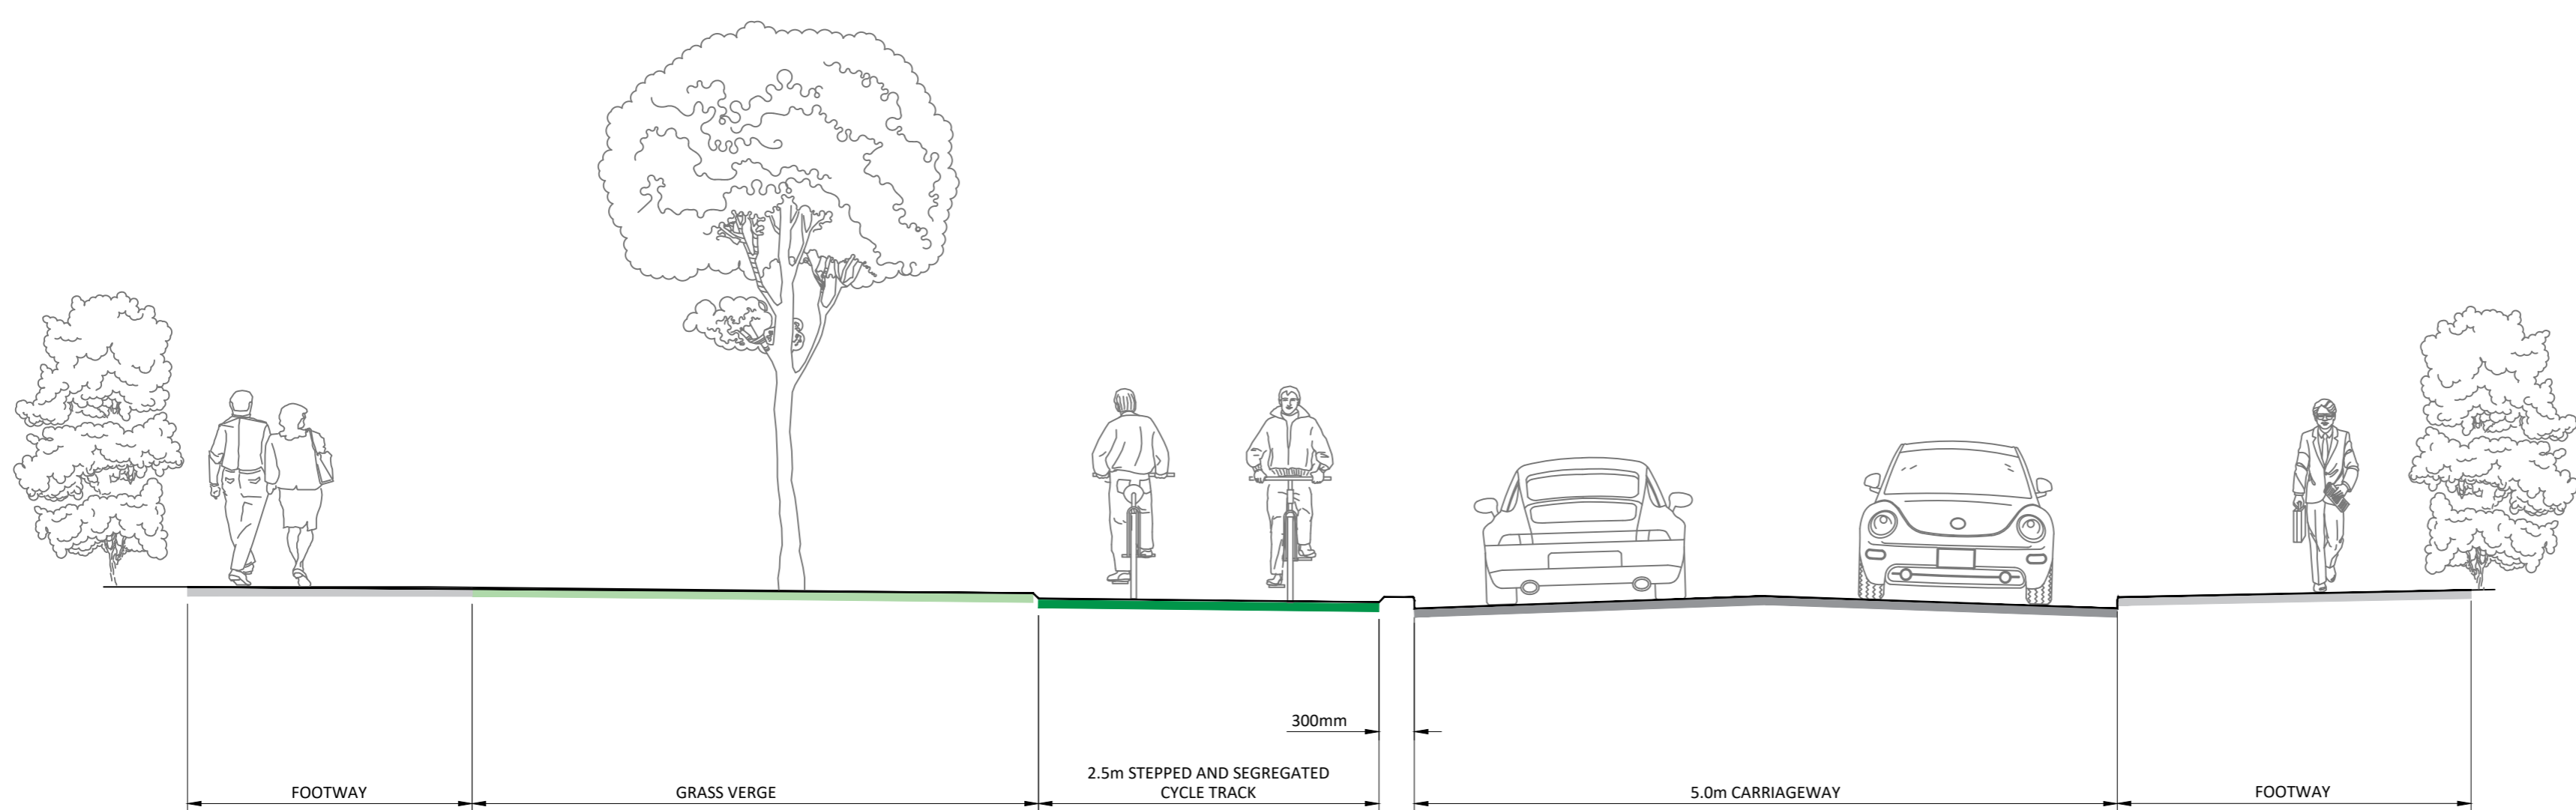 300mm
FOOTWAY
GRASS VERGE
2.5m STEPPED AND SEGREGATED
CYCLE TRACK
5.0m CARRIAGEWAY
FOOTWAY